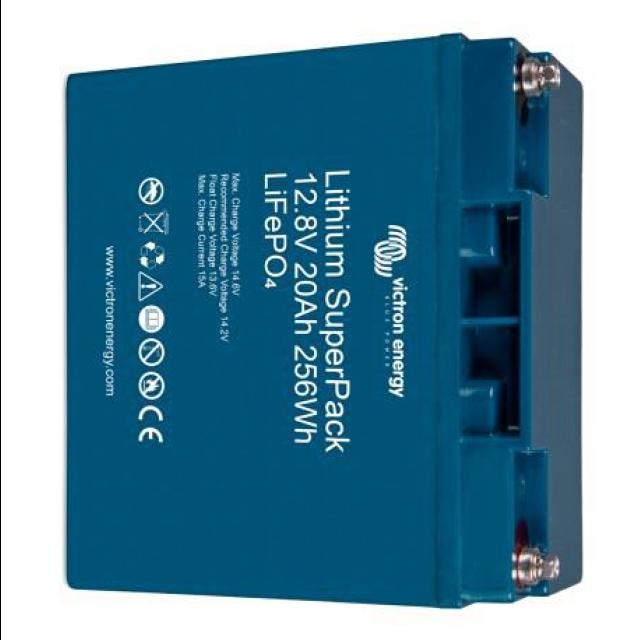 victron energy
BLUE POWER
Lithium SuperPack
12.8V 20Ah 256Wh
LiFePO₄
Max. Charge Voltage 14.6V
Recommended Charge Voltage 14.2V
Float Charge Voltage 13.6V
Max. Charge Current 15A
CE
www.victronenergy.com